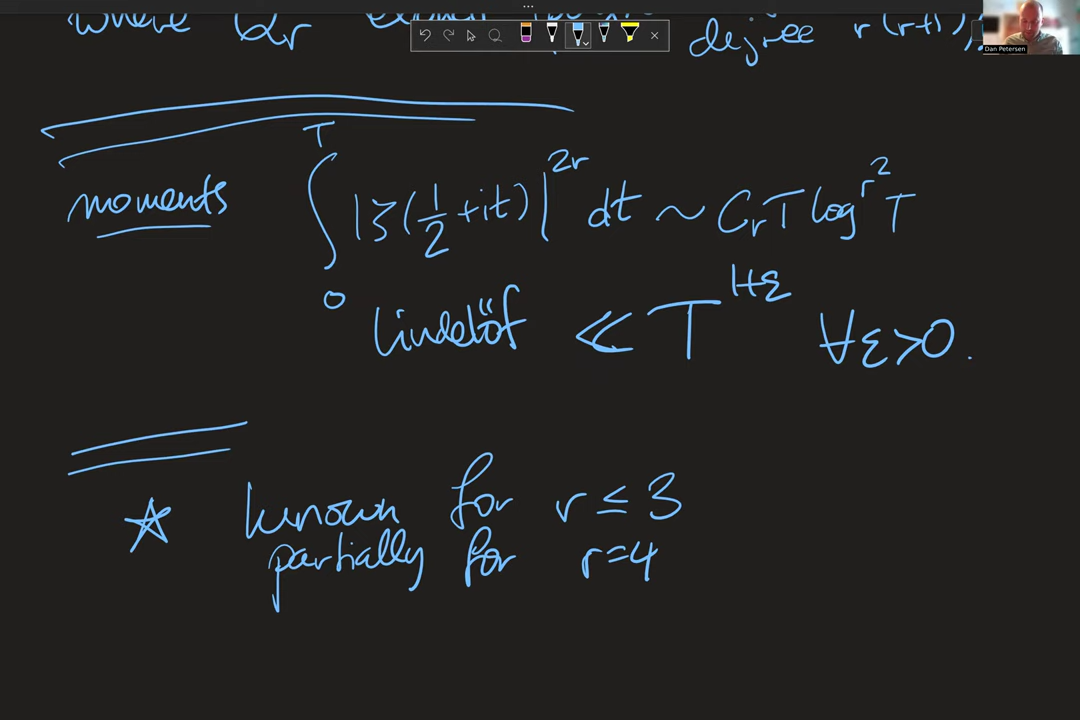 where Qr
degree r(r+1)
Dan Petersen
moments ∫₀ᵀ |ζ(1/2+it)|^{2r} dt ~ C_r T log^{r²} T
Lindelöf ≪ T^{1+ε} ∀ε>0.
☆ known for r ≤ 3
partially for r=4